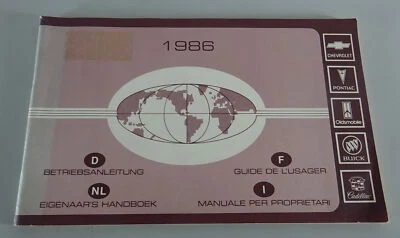 1986
CHEVROLET
PONTIAC
Oldsmobile
BUICK
Cadillac
D
BETRIEBSANLEITUNG
F
GUIDE DE L'USAGER
NL
EIGENAAR'S HANDBOEK
I
MANUALE PER PROPRIETARI